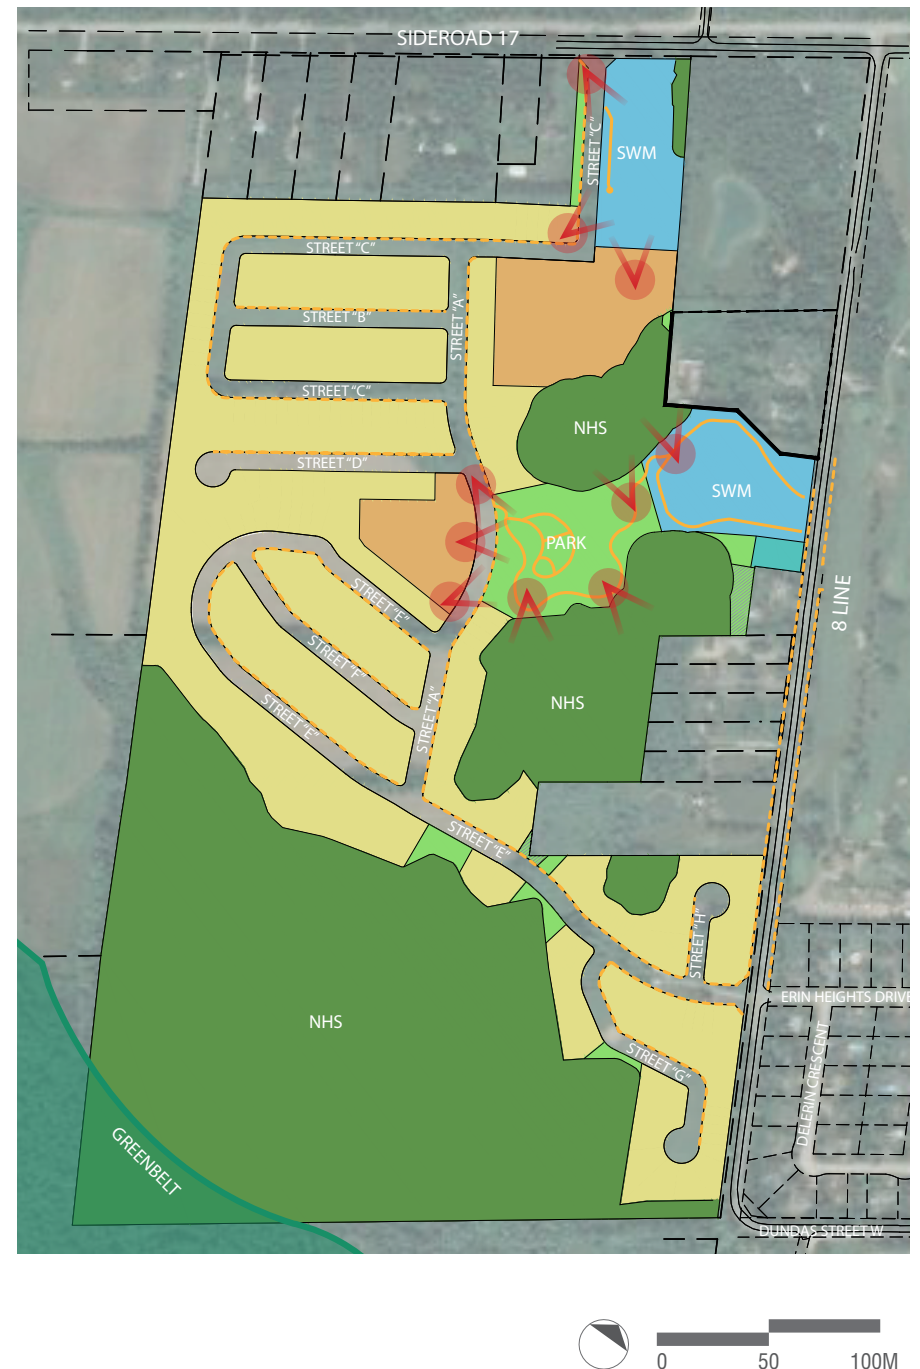 SIDEROAD 17
STREET "C"
SWM
STREET "C"
STREET "A"
STREET "B"
STREET "C"
NHS
STREET "D"
SWM
PARK
STREET "E"
8 LINE
STREET "F"
NHS
STREET "E"
STREET "A"
STREET "E"
STREET "H"
ERIN HEIGHTS DRIVE
NHS
STREET "G"
DELERIN CRESCENT
GREENBELT
DUNDAS STREET W
0 50 100M